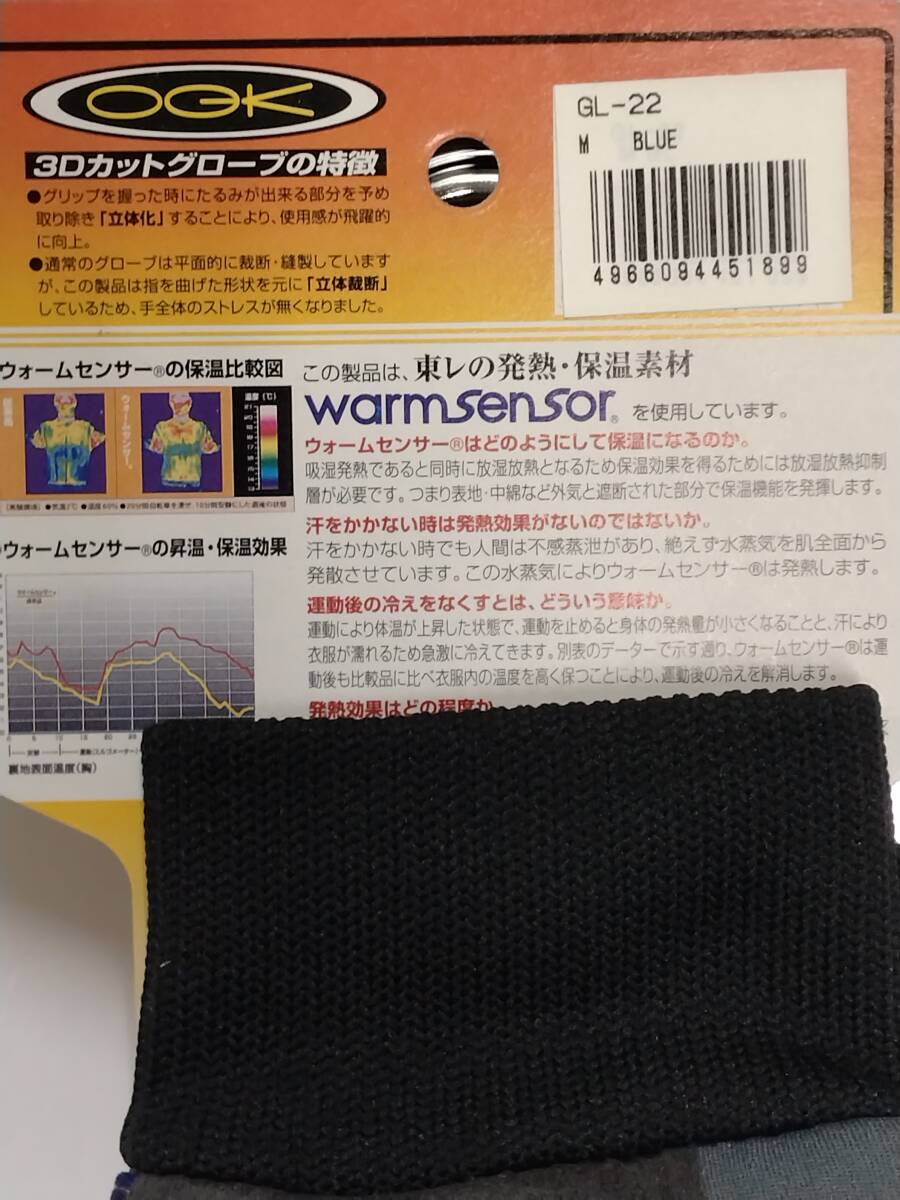 OGK
3Dカットグローブの特徴
●グリップを握った時にたるみが出来る部分を予め
取り除き「立体化」することにより、使用感が飛躍的
に向上。
●通常のグローブは平面的に裁断・縫製しています
が、この製品は指を曲げた形状を元に「立体裁断」
しているため、手全体のストレスが無くなりました。
GL-22
M BLUE
4966094451899
ウォームセンサー®の保温比較図
ウォームセンサー®
温度(℃)
ウォームセンサー®の昇温・保温効果
裏地表面温度(胸)
この製品は、東レの発熱・保温素材
warmsensor® を使用しています。
ウォームセンサー®はどのようにして保温になるのか。
吸湿発熱であると同時に放湿放熱となるため保温効果を得るためには放湿放熱抑制
層が必要です。つまり表地・中綿など外気と遮断された部分で保温機能を発揮します。
汗をかかない時は発熱効果がないのではないか。
汗をかかない時でも人間は不感蒸泄があり、絶えず水蒸気を肌全面から
発散させています。この水蒸気によりウォームセンサー®は発熱します。
運動後の冷えをなくすとは、どういう意味か。
運動により体温が上昇した状態で、運動を止めると身体の発熱量が小さくなることと、汗により
衣服が濡れるため急激に冷えてきます。別表のデーターで示す通り、ウォームセンサー®は運
動後も比較品に比べ衣服内の温度を高く保つことにより、運動後の冷えを解消します。
発熱効果はどの程度か